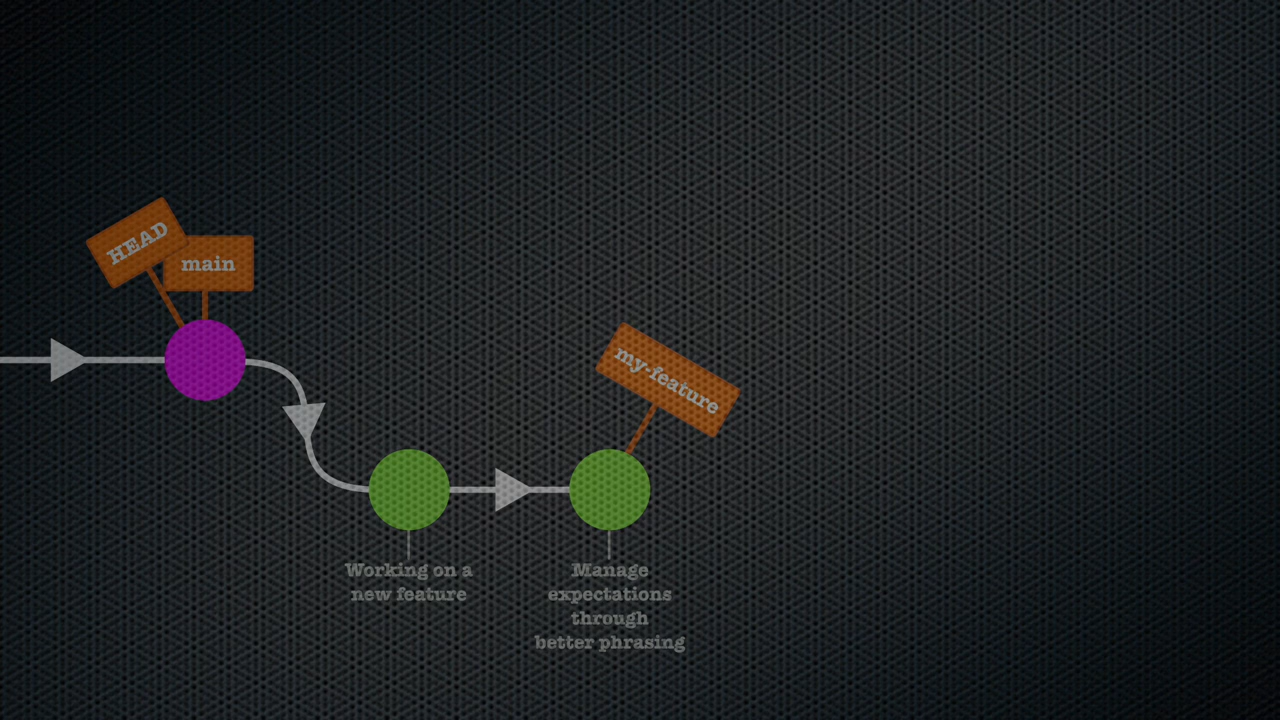 HEAD
main
my-feature
Working on a
new feature
Manage
expectations
through
better phrasing